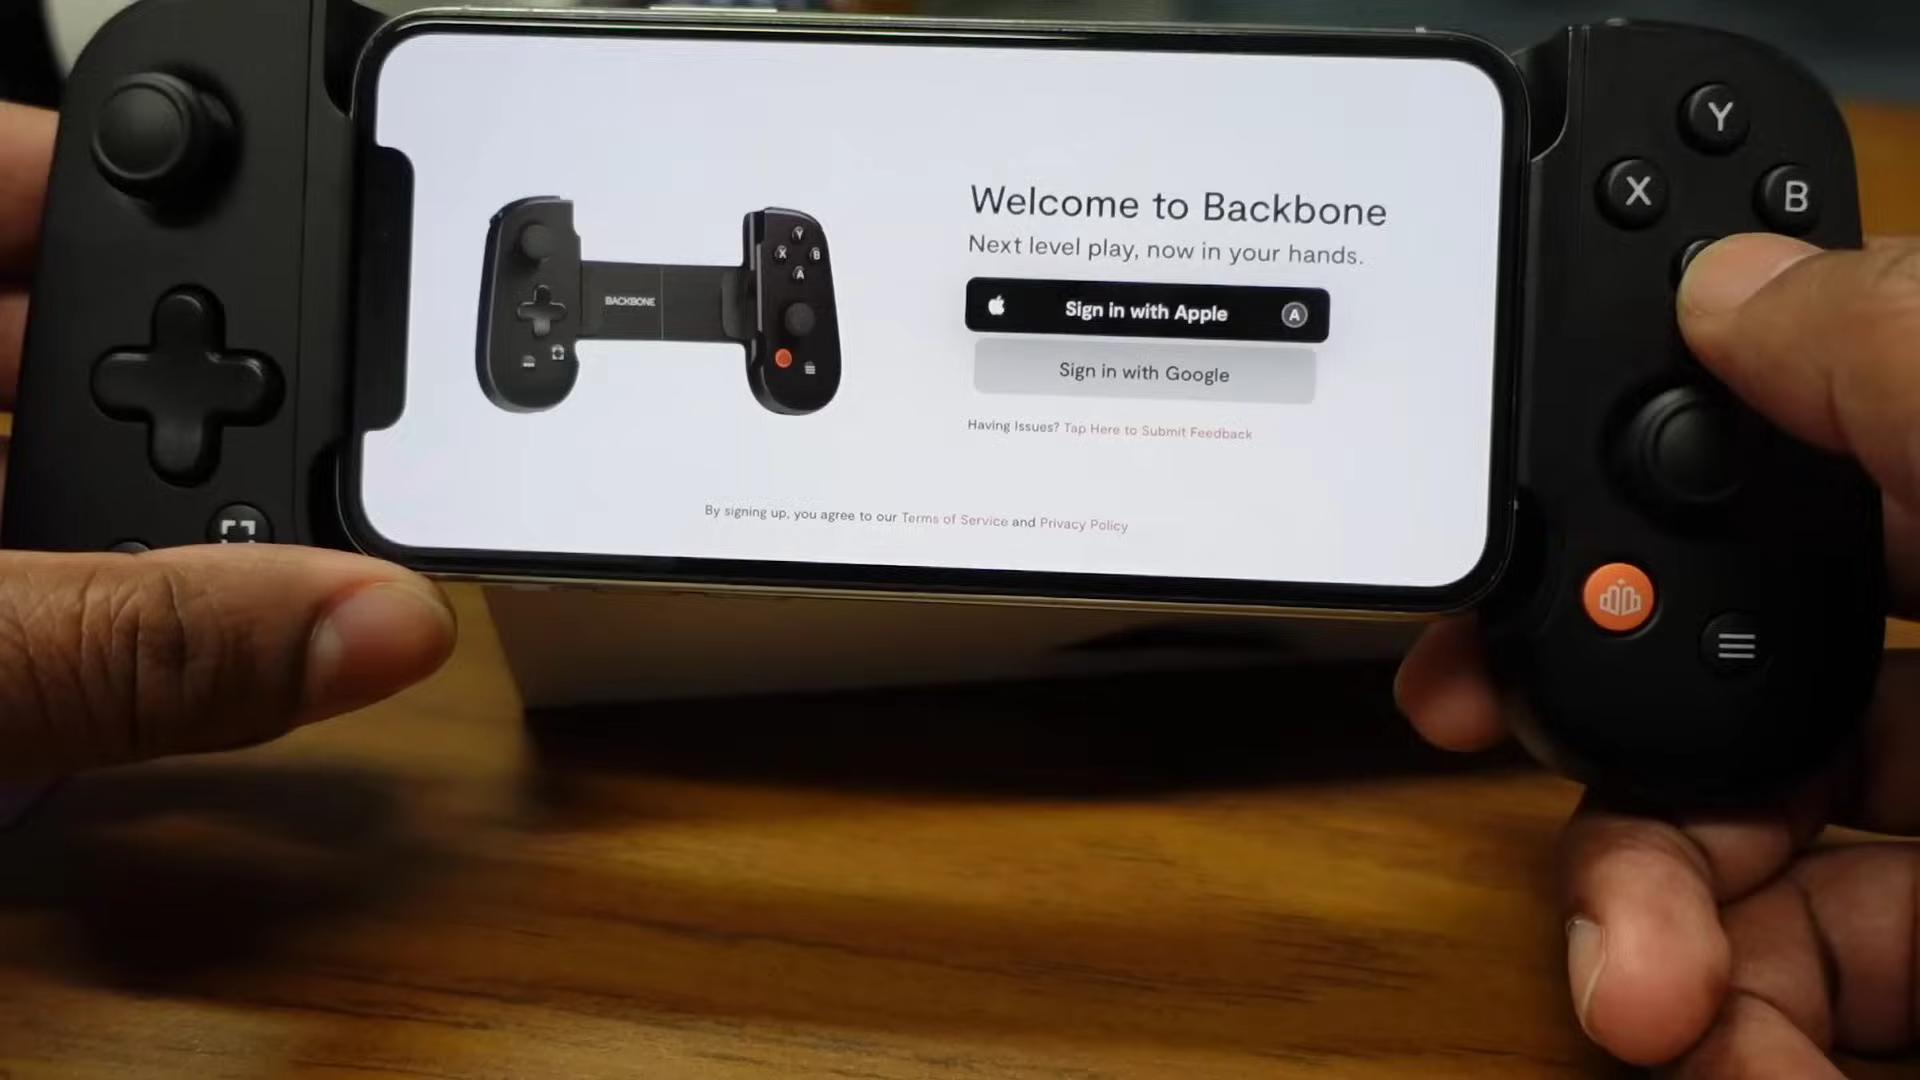 Welcome to Backbone
Next level play, now in your hands.
Sign in with Apple A
Sign in with Google
Having Issues? Tap Here to Submit Feedback
By signing up, you agree to our Terms of Service and Privacy Policy
BACKBONE
Y
X B
A
Y
X B